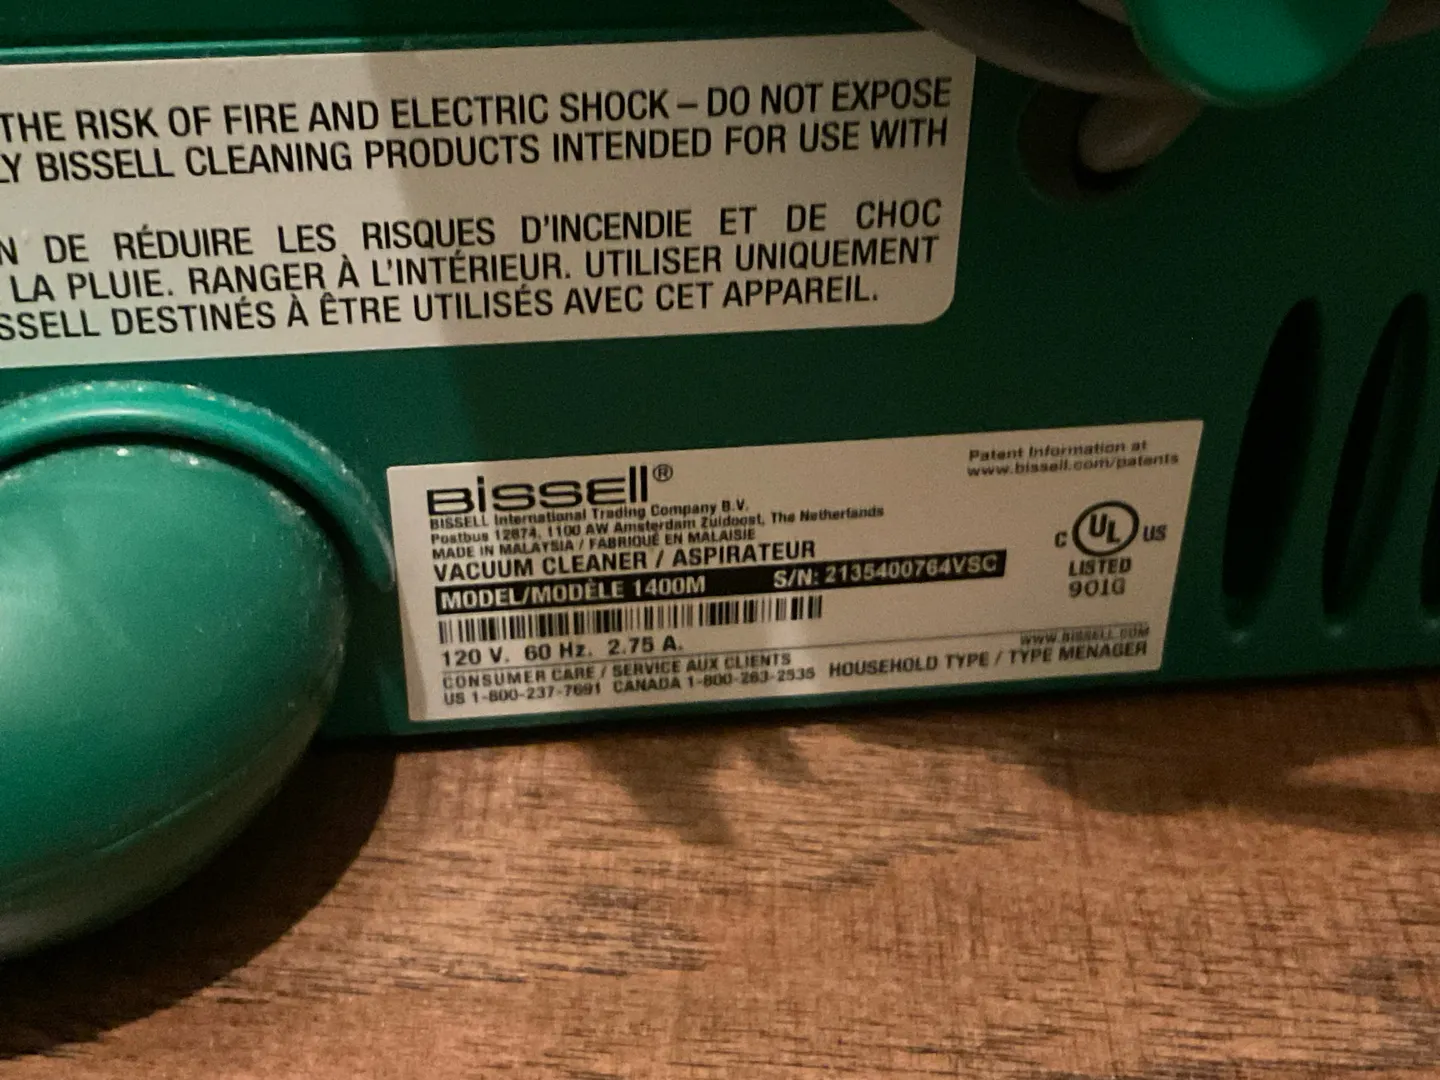 THE RISK OF FIRE AND ELECTRIC SHOCK – DO NOT EXPOSE
LY BISSELL CLEANING PRODUCTS INTENDED FOR USE WITH
N DE RÉDUIRE LES RISQUES D'INCENDIE ET DE CHOC
LA PLUIE. RANGER À L'INTÉRIEUR. UTILISER UNIQUEMENT
SSELL DESTINÉS À ÊTRE UTILISÉS AVEC CET APPAREIL.
BISSELL®
Patent Information at
www.bissell.com/patents
BISSELL International Trading Company B.V.
Postbus 12874, 1100 AW Amsterdam Zuidoost, The Netherlands
MADE IN MALAYSIA / FABRIQUÉ EN MALAISIE
VACUUM CLEANER / ASPIRATEUR
MODEL/MODÈLE 1400M S/N: 2135400764VSC
C UL US
LISTED
901G
120 V. 60 Hz. 2.75 A.
WWW.BISSELL.COM
CONSUMER CARE / SERVICE AUX CLIENTS
US 1-800-237-7691 CANADA 1-800-263-2535 HOUSEHOLD TYPE / TYPE MENAGER